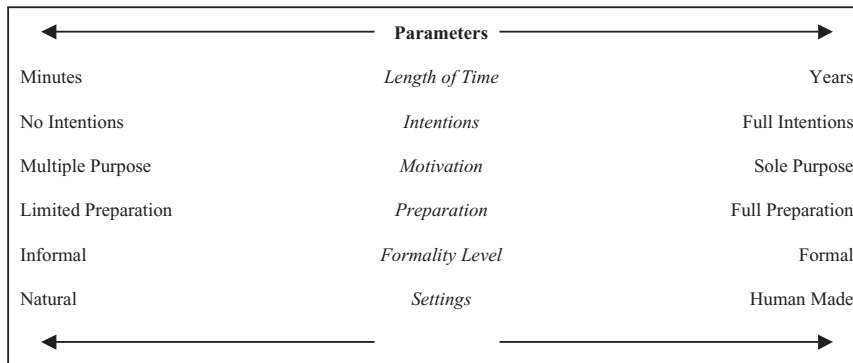 Parameters
Minutes Length of Time Years
No Intentions Intentions Full Intentions
Multiple Purpose Motivation Sole Purpose
Limited Preparation Preparation Full Preparation
Informal Formality Level Formal
Natural Settings Human Made